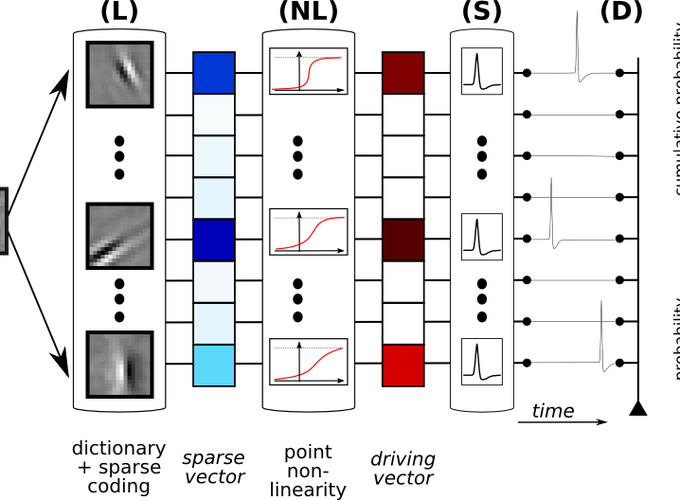 (L)
(NL)
(S)
(D)
cumulative probability
probability
time
dictionary
+ sparse
coding
sparse
vector
point
non-
linearity
driving
vector